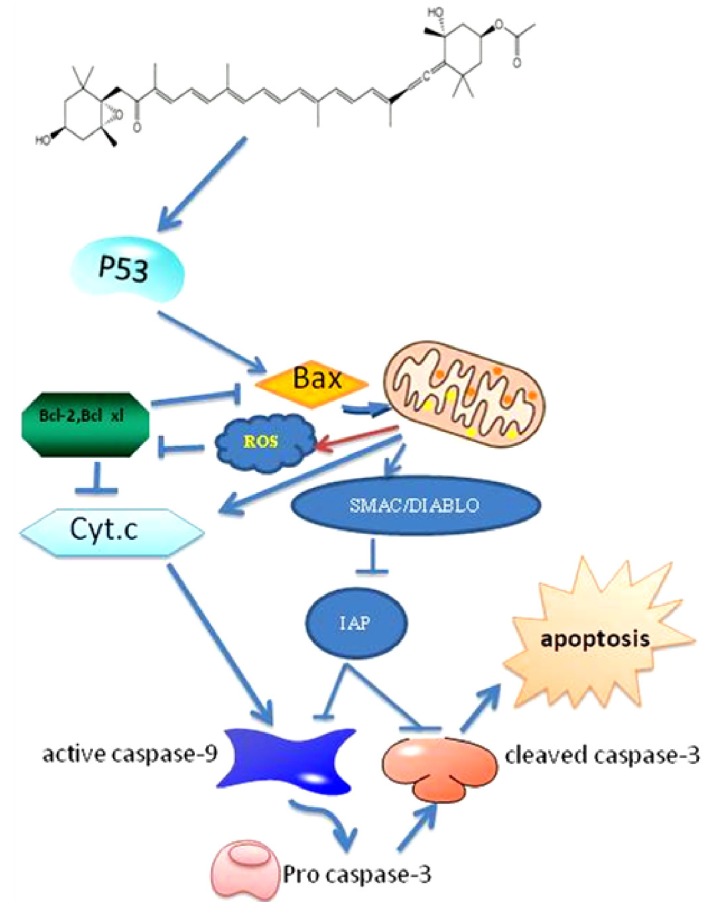 HO
O
O
C
O
O
HO
P53
Bax
Bcl-2,Bcl xl
ROS
SMAC/DIABLO
Cyt.c
IAP
apoptosis
active caspase-9
cleaved caspase-3
Pro caspase-3